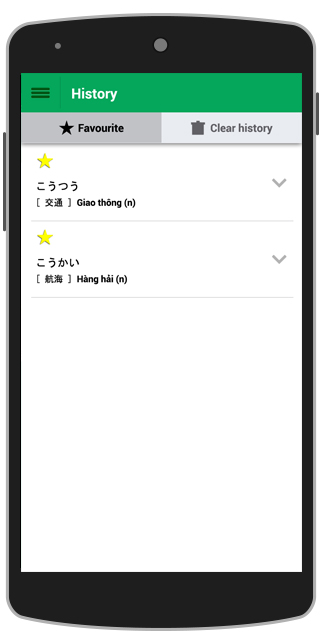 History
Favourite
Clear history
こうつう
[ 交通 ] Giao thông (n)
こうかい
[ 航海 ] Hàng hải (n)